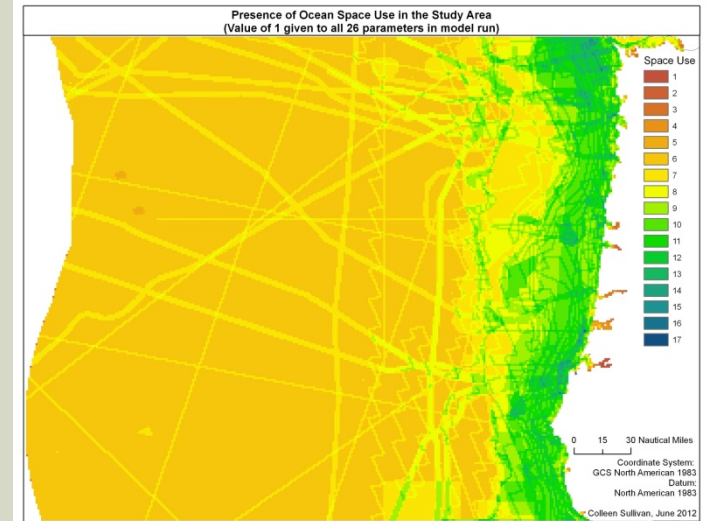 Presence of Ocean Space Use in the Study Area
(Value of 1 given to all 26 parameters in model run)
Space Use
1
2
3
4
5
6
7
8
9
10
11
12
13
14
15
16
17
0 15 30 Nautical Miles
Coordinate System:
GCS North American 1983
Datum:
North American 1983
Colleen Sullivan, June 2012